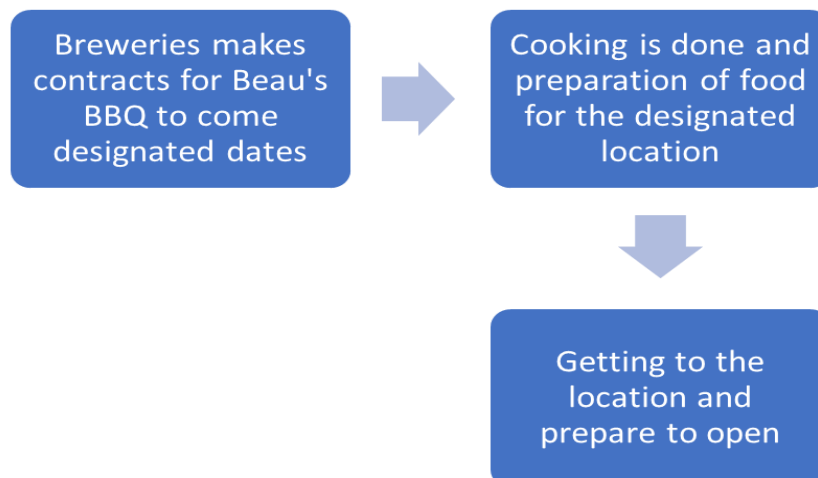 Breweries makes
contracts for Beau's
BBQ to come
designated dates
Cooking is done and
preparation of food
for the designated
location
Getting to the
location and
prepare to open